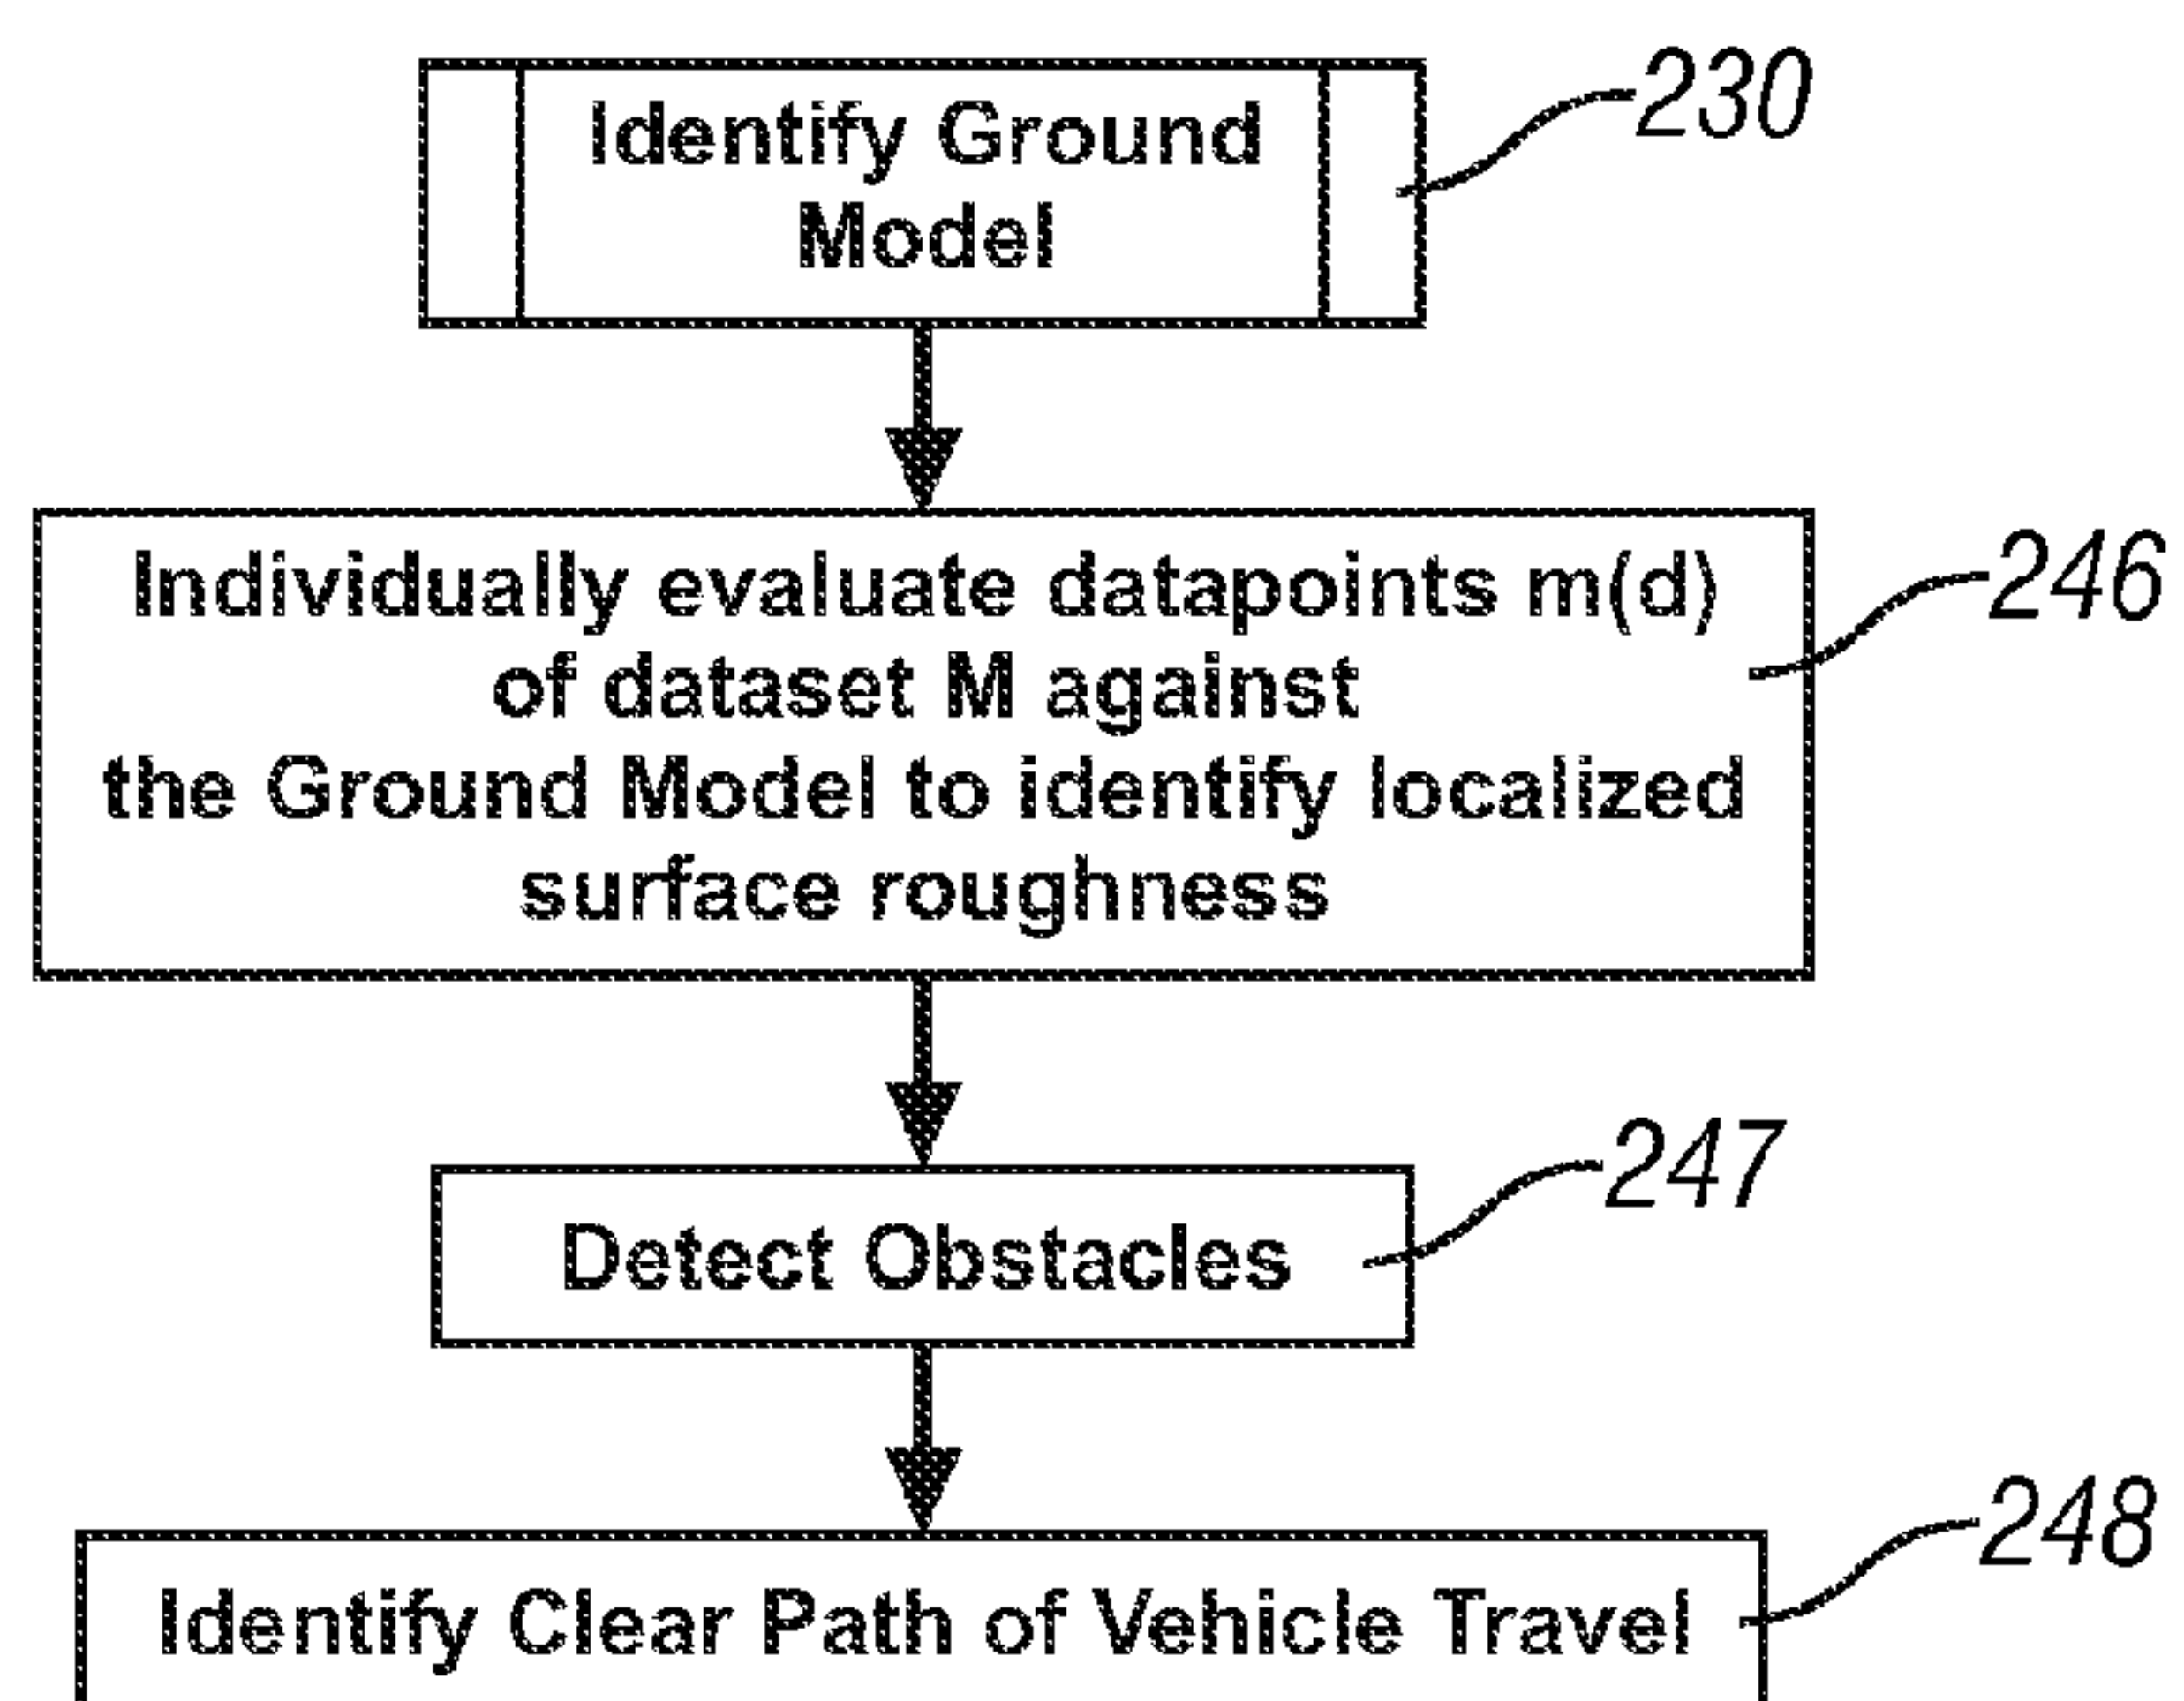 Identify Ground
Model
230
Individually evaluate datapoints m(d)
of dataset M against
the Ground Model to identify localized
surface roughness
246
Detect Obstacles
247
Identify Clear Path of Vehicle Travel
248